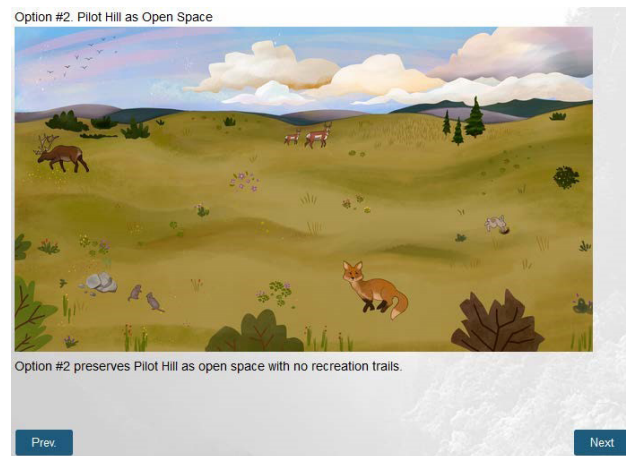 Option #2. Pilot Hill as Open Space
Option #2 preserves Pilot Hill as open space with no recreation trails.
Prev.
Next